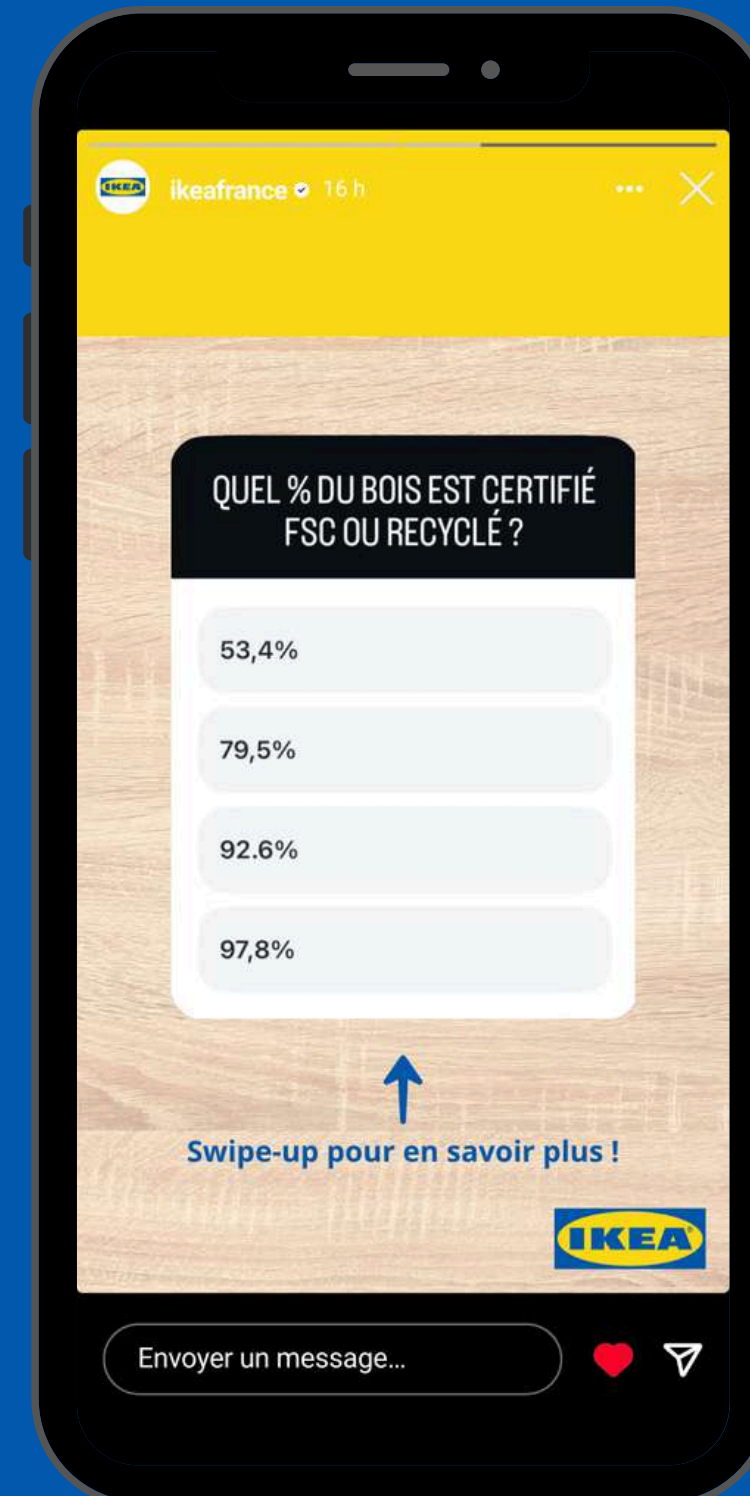 IKEA
ikeafrance 16 h
QUEL % DU BOIS EST CERTIFIÉ
FSC OU RECYCLÉ ?
53,4%
79,5%
92.6%
97,8%
Swipe-up pour en savoir plus !
IKEA
Envoyer un message...